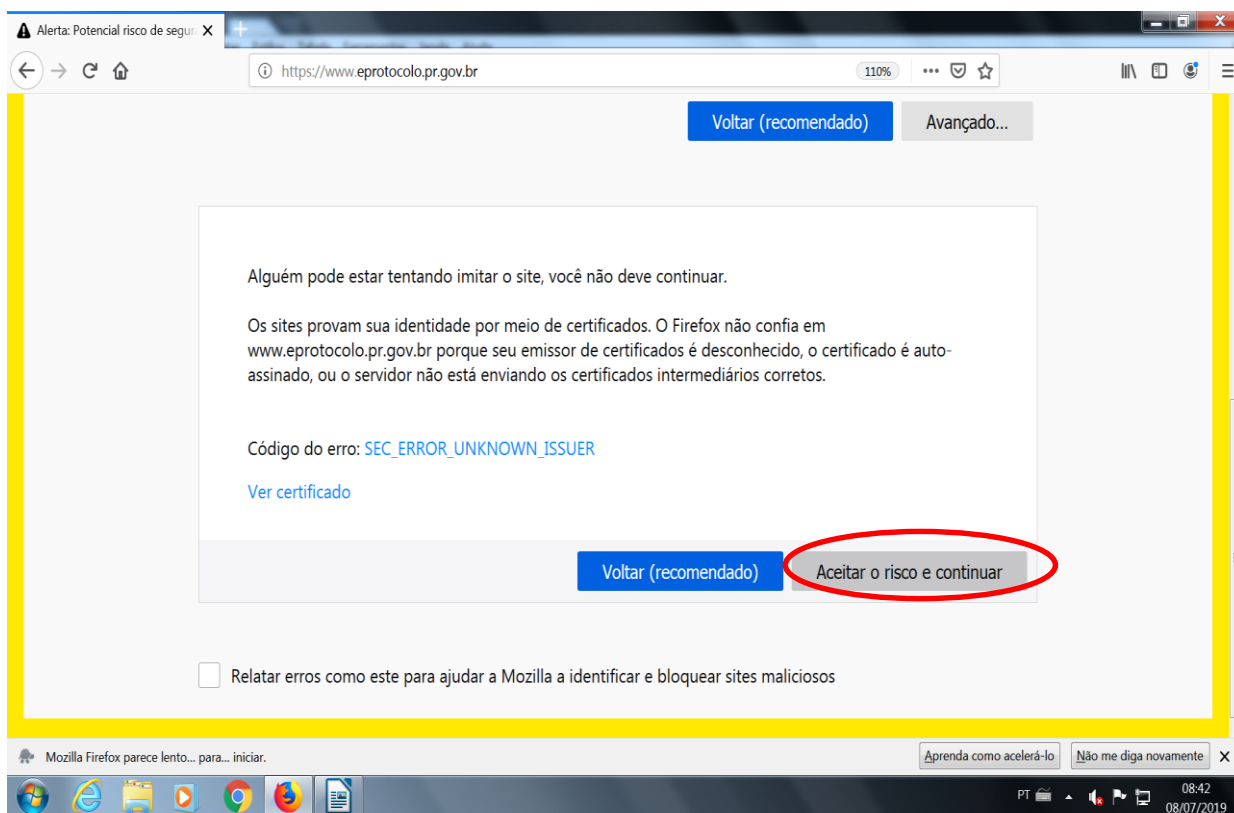 Alerta: Potencial risco de segur
https://www.eprotocolo.pr.gov.br
110%
Voltar (recomendado)
Avançado...
Alguém pode estar tentando imitar o site, você não deve continuar.
Os sites provam sua identidade por meio de certificados. O Firefox não confia em
www.eprotocolo.pr.gov.br porque seu emissor de certificados é desconhecido, o certificado é auto-
assinado, ou o servidor não está enviando os certificados intermediários corretos.
Código do erro: SEC_ERROR_UNKNOWN_ISSUER
Ver certificado
Voltar (recomendado)
Aceitar o risco e continuar
Relatar erros como este para ajudar a Mozilla a identificar e bloquear sites maliciosos
Mozilla Firefox parece lento... para... iniciar.
Aprenda como acelerá-lo
Não me diga novamente
PT
08:42
08/07/2019